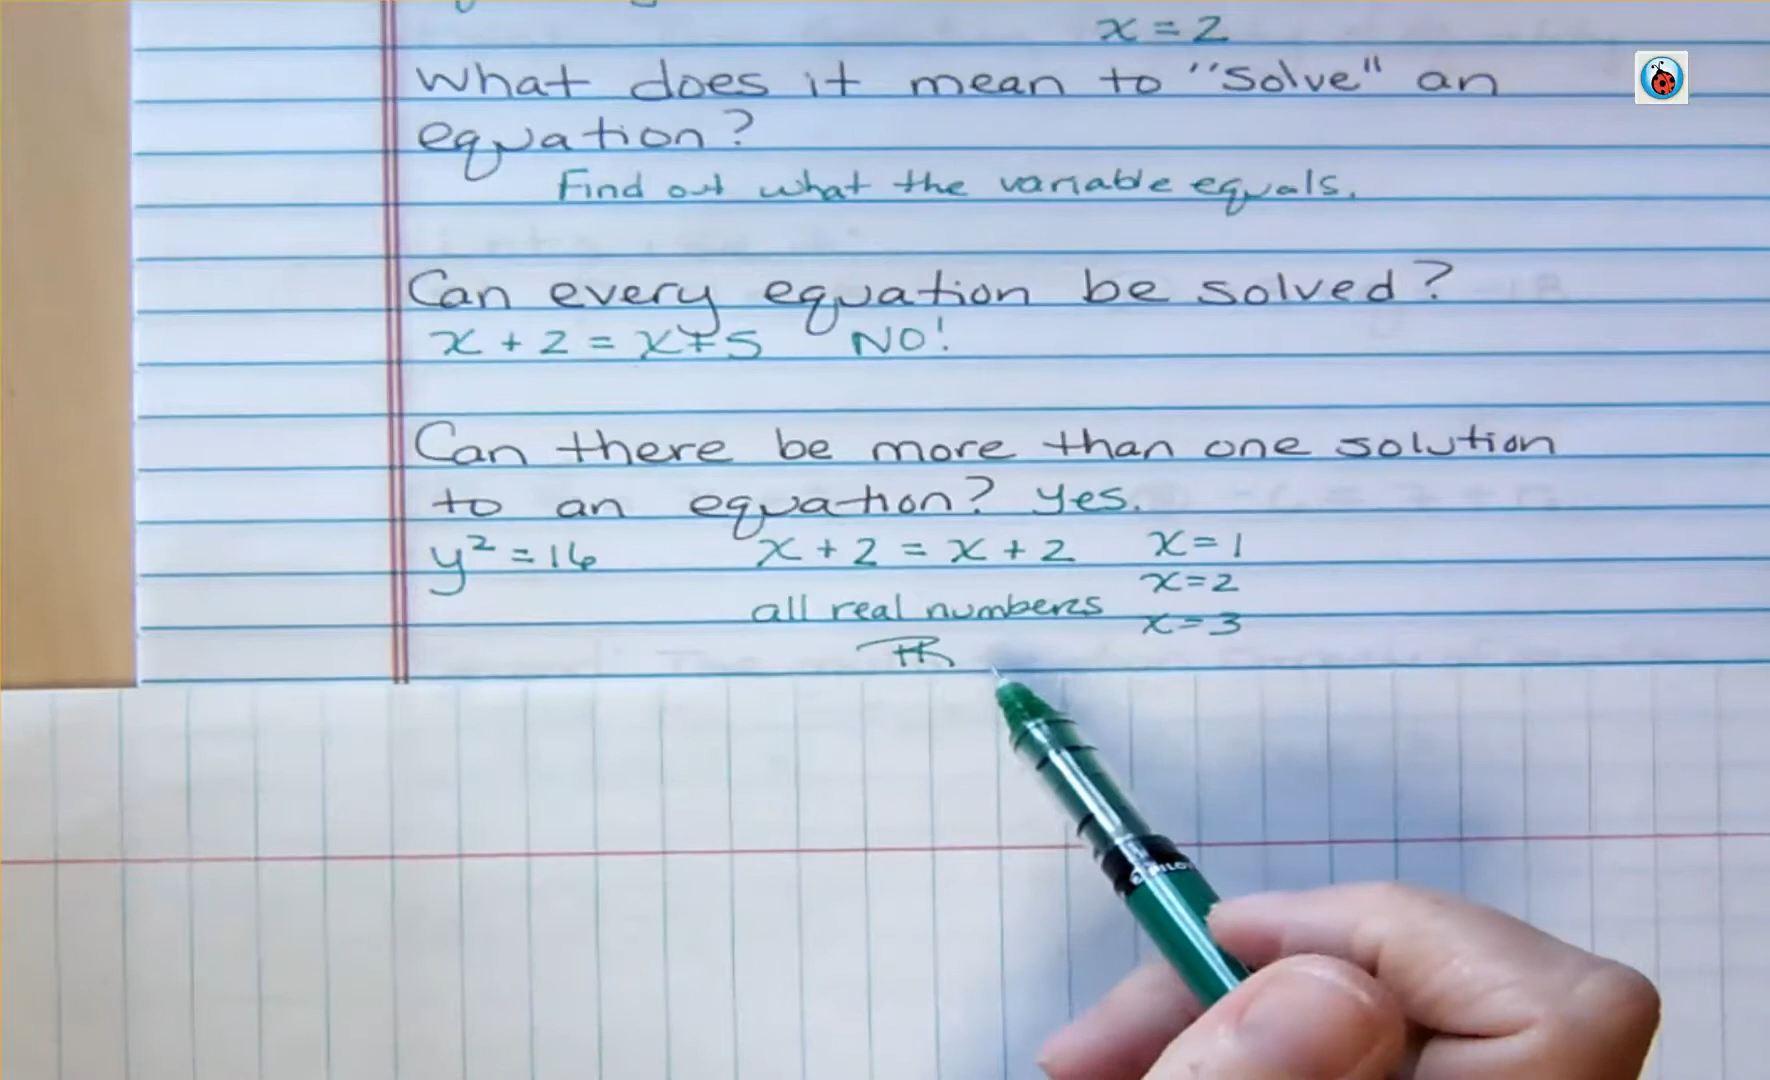 x = 2
What does it mean to "solve" an
equation?
Find out what the variable equals.
Can every equation be solved?
x + 2 = x + 5 NO!
Can there be more than one solution
to an equation? Yes.
y² = 16 x + 2 = x + 2 x = 1
x = 2
all real numbers x = 3
ℝ
PILOT